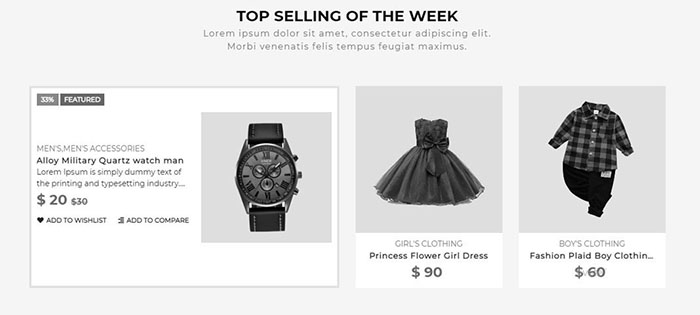 TOP SELLING OF THE WEEK
Lorem ipsum dolor sit amet, consectetur adipiscing elit.
Morbi venenatis felis tempus feugiat maximus.
33% FEATURED
MEN'S,MEN'S ACCESSORIES
Alloy Military Quartz watch man
Lorem Ipsum is simply dummy text of
the printing and typesetting industry....
$ 20 $30
ADD TO WISHLIST ADD TO COMPARE
GIRL'S CLOTHING
Princess Flower Girl Dress
$ 90
BOY'S CLOTHING
Fashion Plaid Boy Clothin...
$ 60